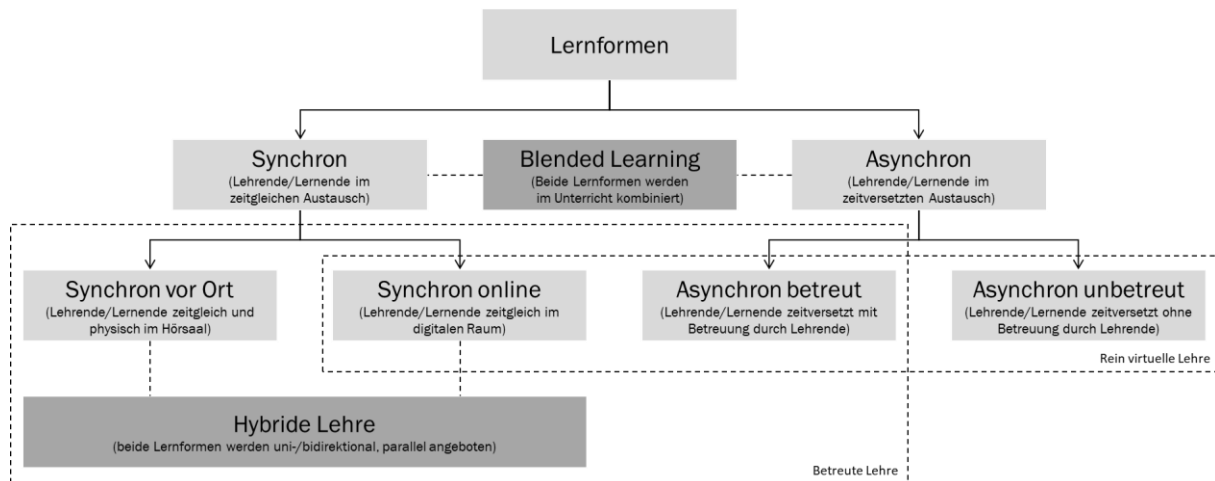 Lernformen
Synchron
(Lehrende/Lernende im
zeitgleichen Austausch)
Blended Learning
(Beide Lernformen werden
im Unterricht kombiniert)
Asynchron
(Lehrende/Lernende im
zeitversetzten Austausch)
Synchron vor Ort
(Lehrende/Lernende zeitgleich und
physisch im Hörsaal)
Synchron online
(Lehrende/Lernende zeitgleich im
digitalen Raum)
Asynchron betreut
(Lehrende/Lernende zeitversetzt mit
Betreuung durch Lehrende)
Asynchron unbetreut
(Lehrende/Lernende zeitversetzt ohne
Betreuung durch Lehrende)
Rein virtuelle Lehre
Hybride Lehre
(beide Lernformen werden uni-/bidirektional, parallel angeboten)
Betreute Lehre